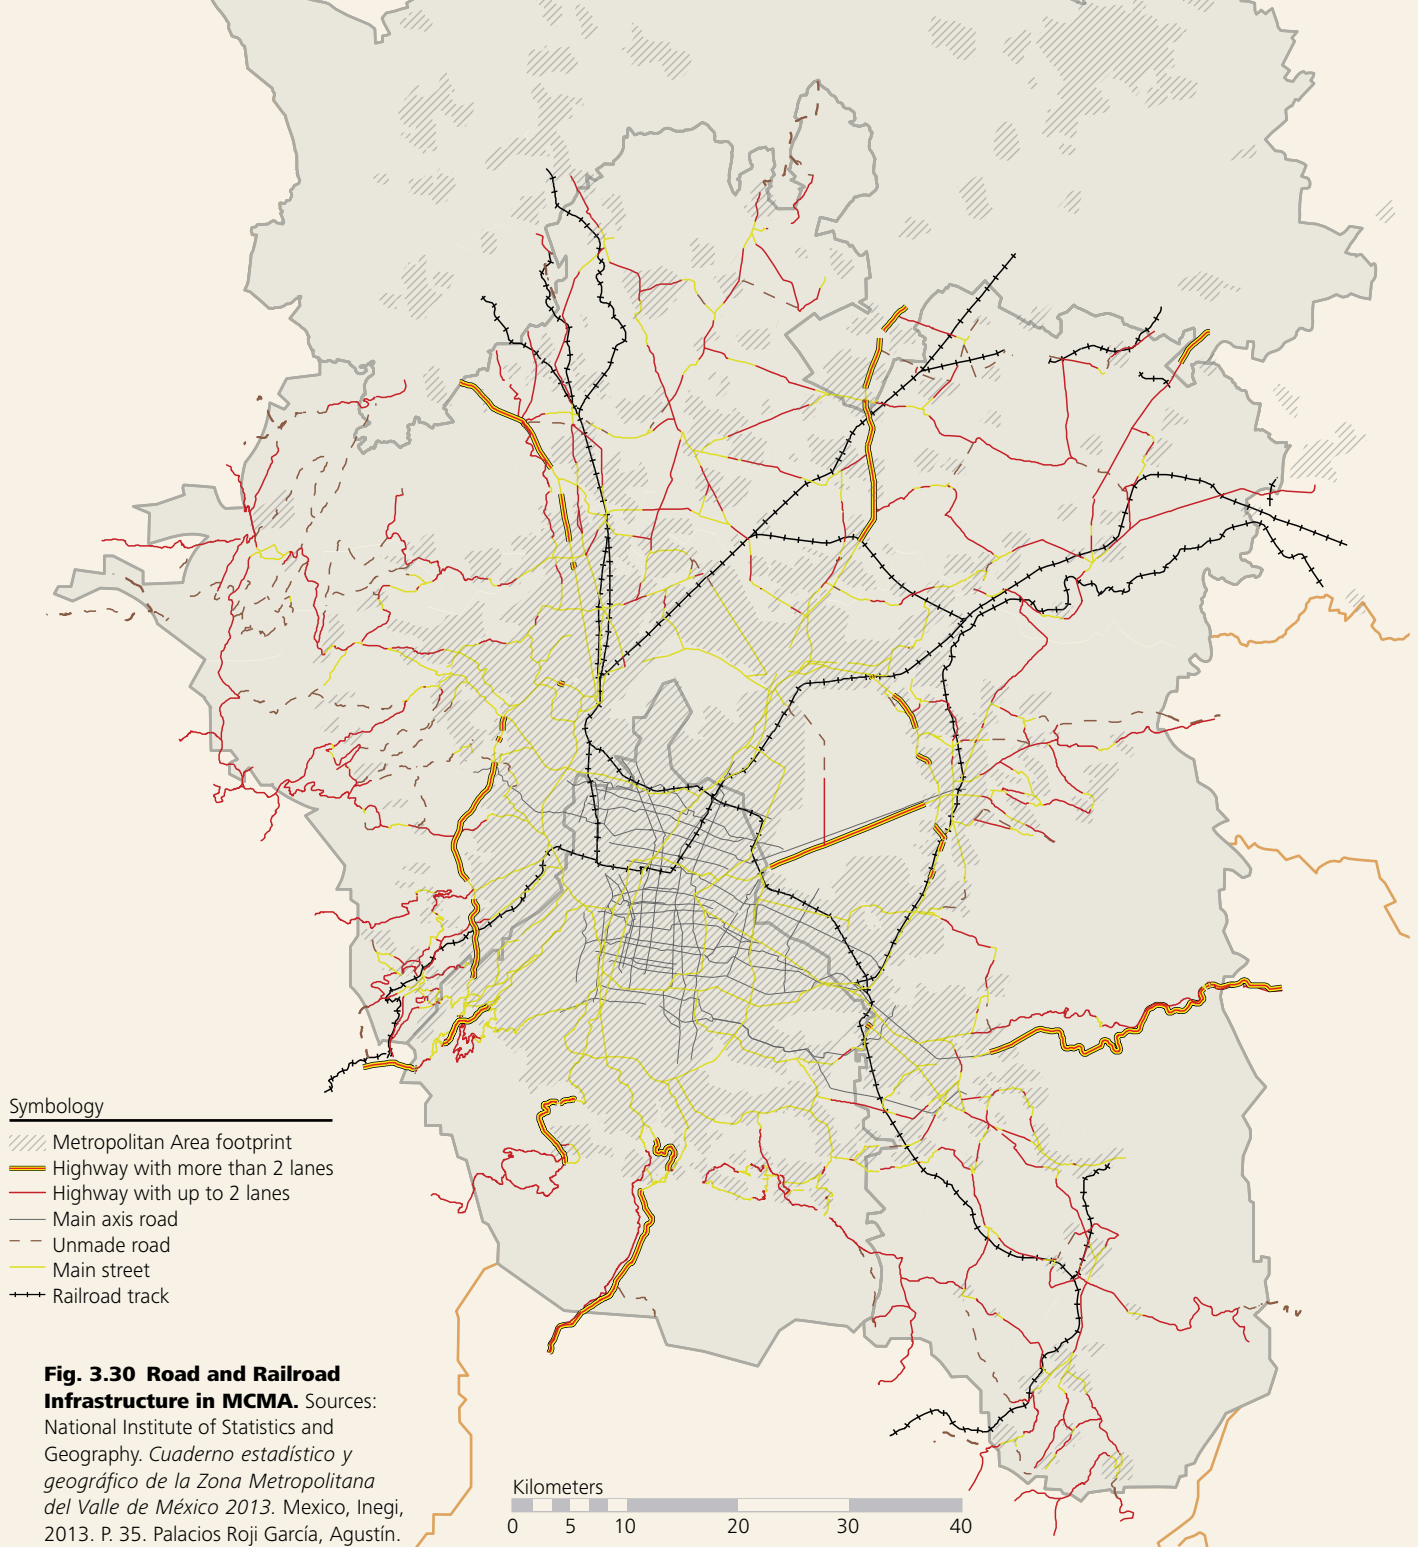 Symbology
Metropolitan Area footprint
Highway with more than 2 lanes
Highway with up to 2 lanes
Main axis road
Unmade road
Main street
Railroad track
Fig. 3.30 Road and Railroad
Infrastructure in MCMA. Sources:
National Institute of Statistics and
Geography. Cuaderno estadístico y
geográfico de la Zona Metropolitana
del Valle de México 2013. Mexico, Inegi,
2013. P. 35. Palacios Roji García, Agustín.
Kilometers
0 5 10 20 30 40